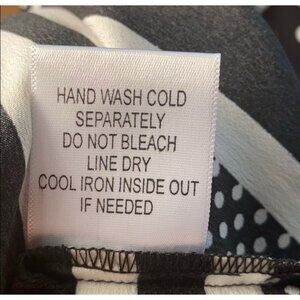 HAND WASH COLD
SEPARATELY
DO NOT BLEACH
LINE DRY
COOL IRON INSIDE OUT
IF NEEDED